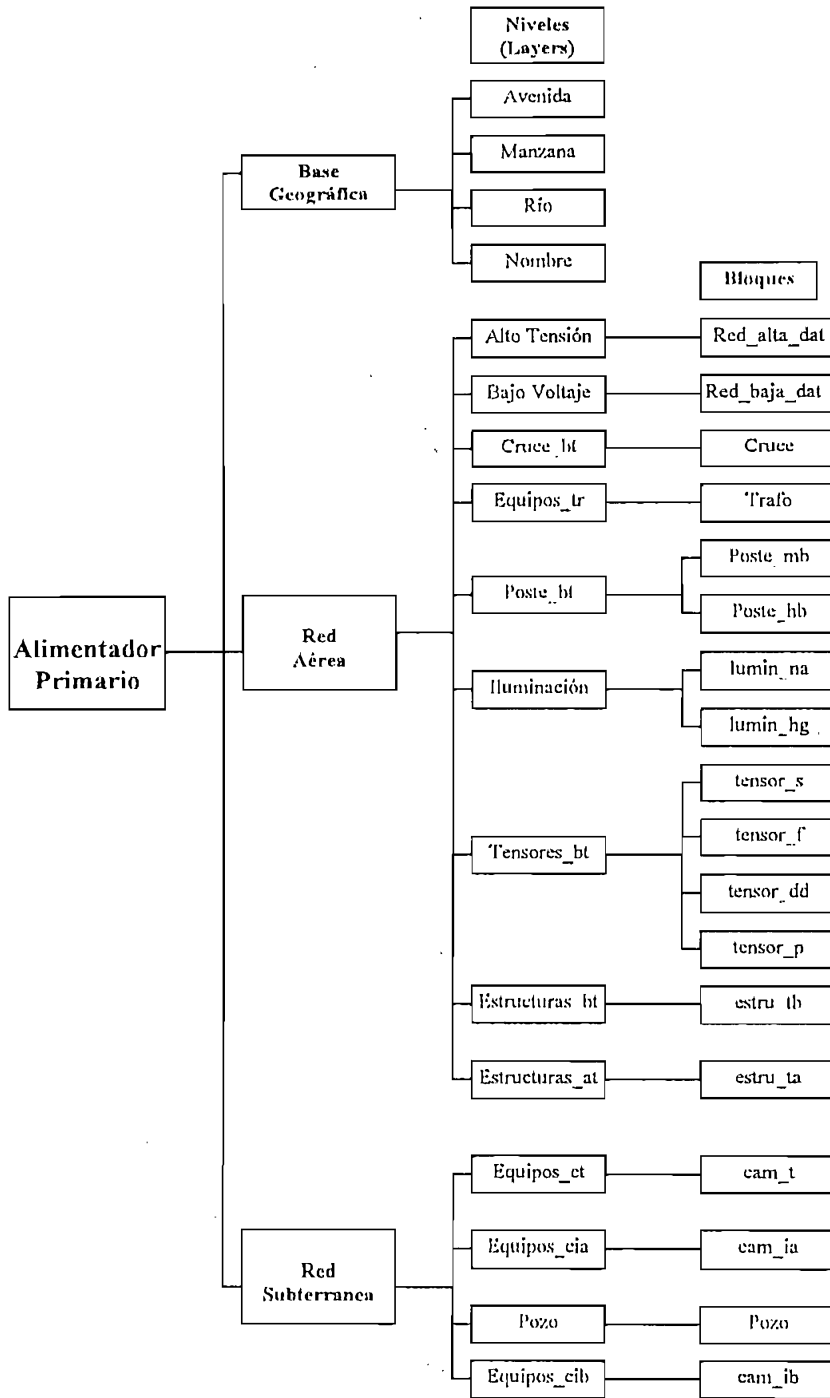 Niveles
(Layers)
Avenida
Manzana
Base
Geográfica
Río
Nombre
Bloques
Alto Tensión
Red_alta_dat
Bajo Voltaje
Red_baja_dat
Cruce_bt
Cruce
Equipos_tr
Trafo
Poste_mb
Poste_bt
Poste_hb
Alimentador
Primario
Red
Aérea
lumin_na
Iluminación
lumin_hg
tensor_s
tensor_f
Tensores_bt
tensor_dd
tensor_p
Estructuras_bt
estru_tb
Estructuras_at
estru_ta
Equipos_ct
cam_t
Equipos_cia
cam_ia
Red
Subterranea
Pozo
Pozo
Equipos_cib
cam_ib